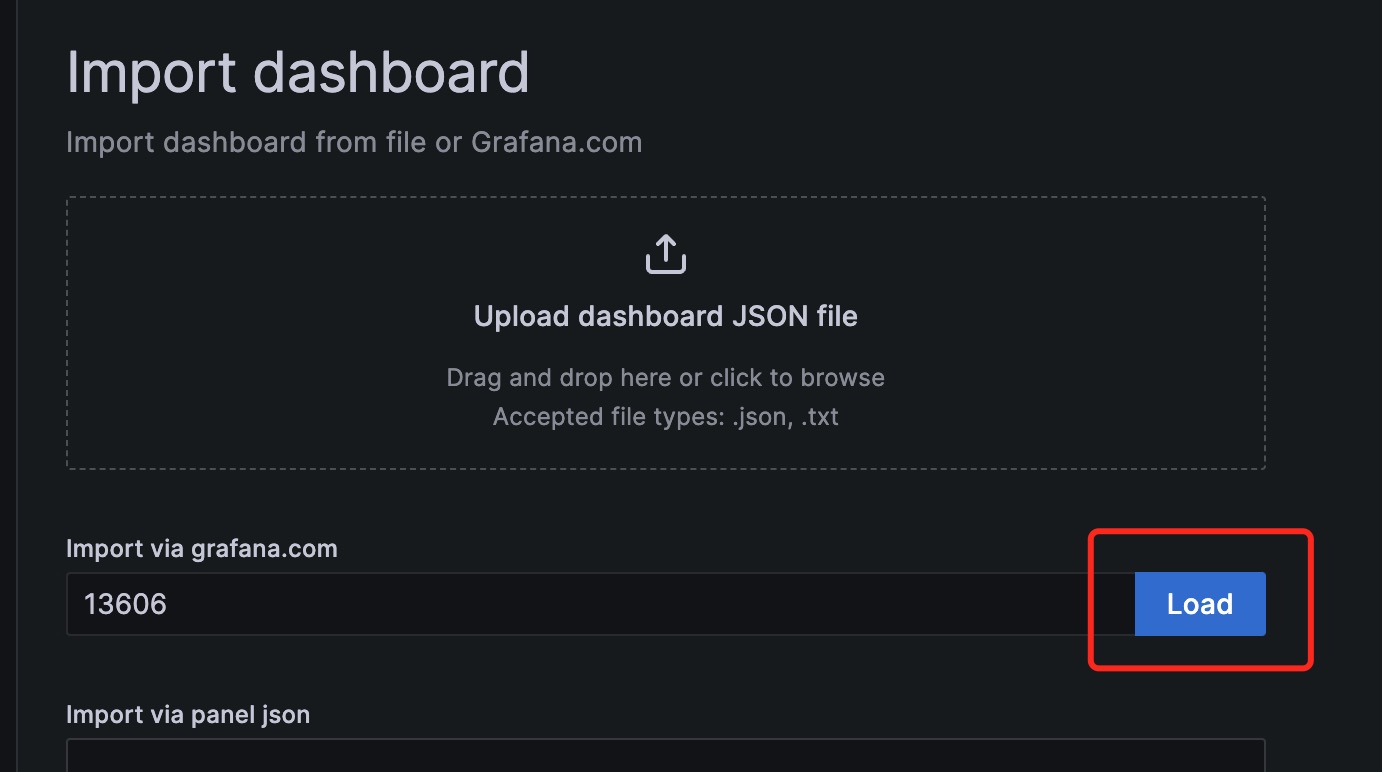 Import dashboard
Import dashboard from file or Grafana.com
Upload dashboard JSON file
Drag and drop here or click to browse
Accepted file types: .json, .txt
Import via grafana.com
13606
Load
Import via panel json